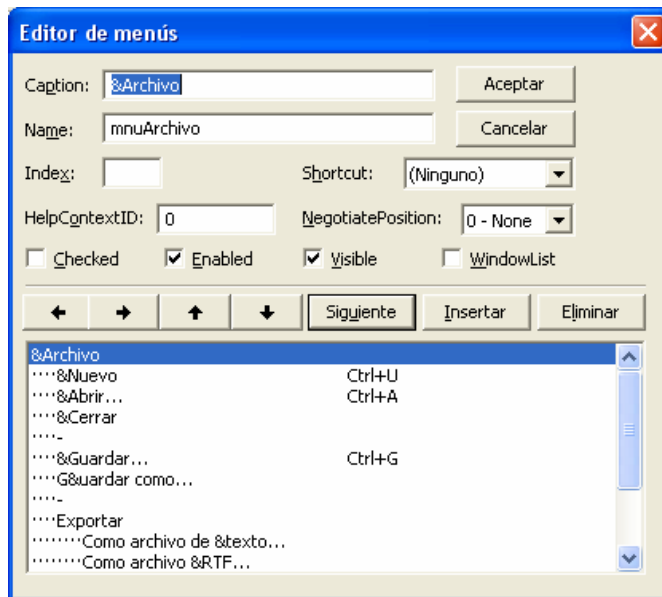 Editor de menús
Caption: &Archivo Aceptar
Name: mnuArchivo Cancelar
Index: Shortcut: (Ninguno)
HelpContextID: 0 NegotiatePosition: 0 - None
Checked Enabled Visible WindowList
Siguiente Insertar Eliminar
&Archivo
····&Nuevo Ctrl+U
····&Abrir... Ctrl+A
····&Cerrar
····-
····&Guardar... Ctrl+G
····G&uardar como...
····-
····Exportar
········Como archivo de &texto...
········Como archivo &RTF...